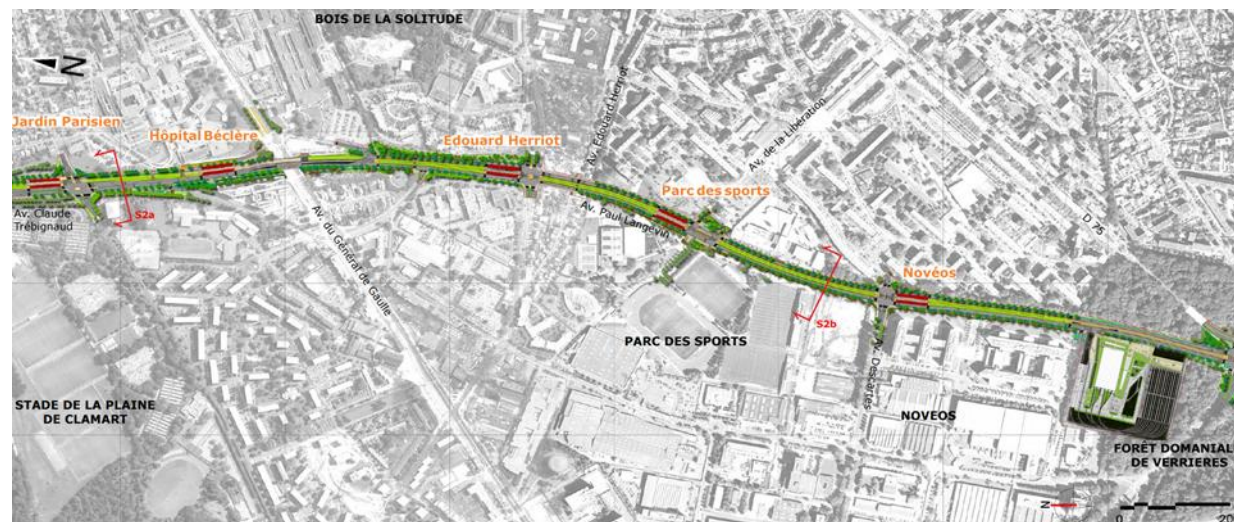 BOIS DE LA SOLITUDE
N
Jardin Parisien
Hôpital Béclère
Edouard Herriot
Av. Edouard Herriot
Av. de la Libération
Parc des sports
D 75
S2a
Av. Claude
Trébignaud
Av. Paul Langevin
Av. du Général de Gaulle
Novéos
S2b
PARC DES SPORTS
Av. Descartes
STADE DE LA PLAINE
DE CLAMART
NOVEOS
FORÊT DOMANIAL
DE VERRIERES
N
0
20